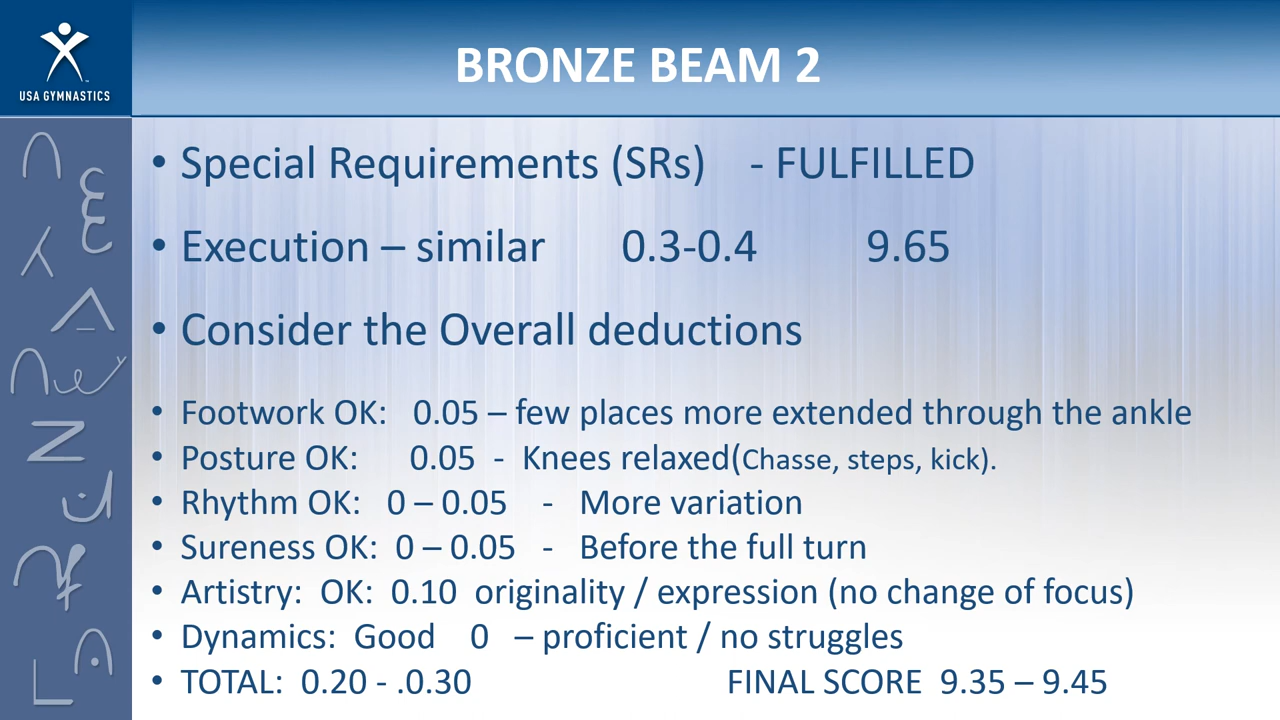 USA GYMNASTICS
BRONZE BEAM 2
• Special Requirements (SRs) - FULFILLED
• Execution – similar 0.3-0.4 9.65
• Consider the Overall deductions
• Footwork OK: 0.05 – few places more extended through the ankle
• Posture OK: 0.05 - Knees relaxed(Chasse, steps, kick).
• Rhythm OK: 0 – 0.05 - More variation
• Sureness OK: 0 – 0.05 - Before the full turn
• Artistry: OK: 0.10 originality / expression (no change of focus)
• Dynamics: Good 0 – proficient / no struggles
• TOTAL: 0.20 - .0.30 FINAL SCORE 9.35 – 9.45